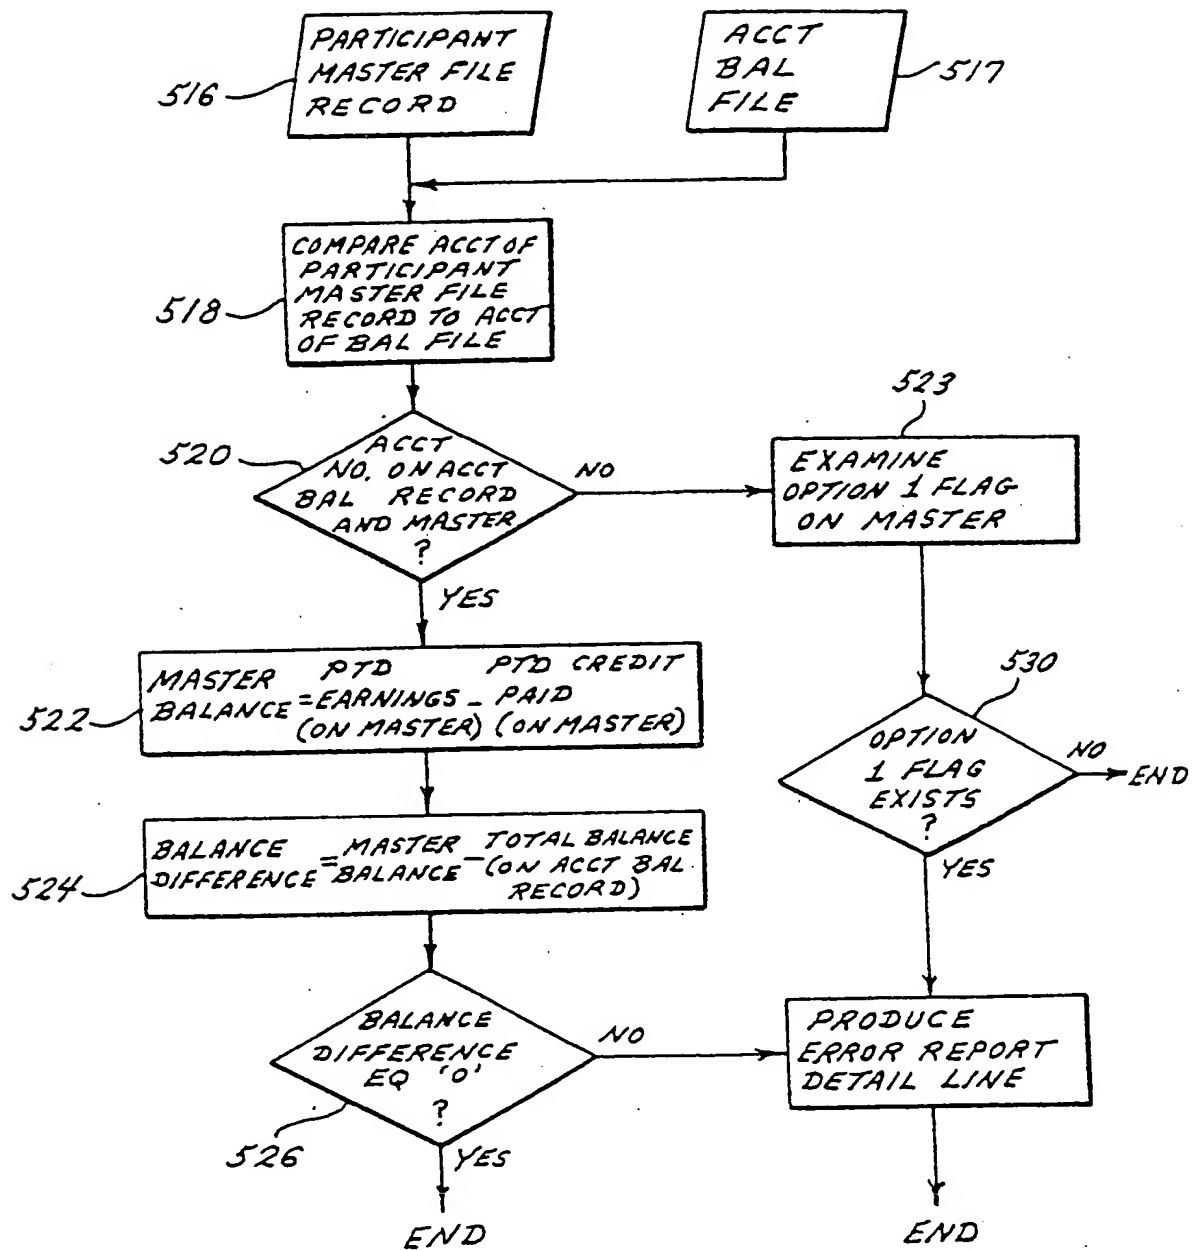 PARTICIPANT
MASTER FILE
RECORD
516
ACCT
BAL
FILE
517
COMPARE ACCT OF
PARTICIPANT
MASTER FILE
RECORD TO ACCT
OF BAL FILE
518
ACCT
NO. ON ACCT
BAL RECORD
AND MASTER
?
520
NO
YES
523
EXAMINE
OPTION 1 FLAG
ON MASTER
MASTER PTD PTD CREDIT
BALANCE = EARNINGS - PAID
(ON MASTER) (ON MASTER)
522
530
OPTION
1 FLAG
EXISTS
?
NO
END
YES
BALANCE = MASTER - TOTAL BALANCE
DIFFERENCE BALANCE (ON ACCT BAL
RECORD)
524
BALANCE
DIFFERENCE
EQ '0'
?
526
NO
YES
END
PRODUCE
ERROR REPORT
DETAIL LINE
END